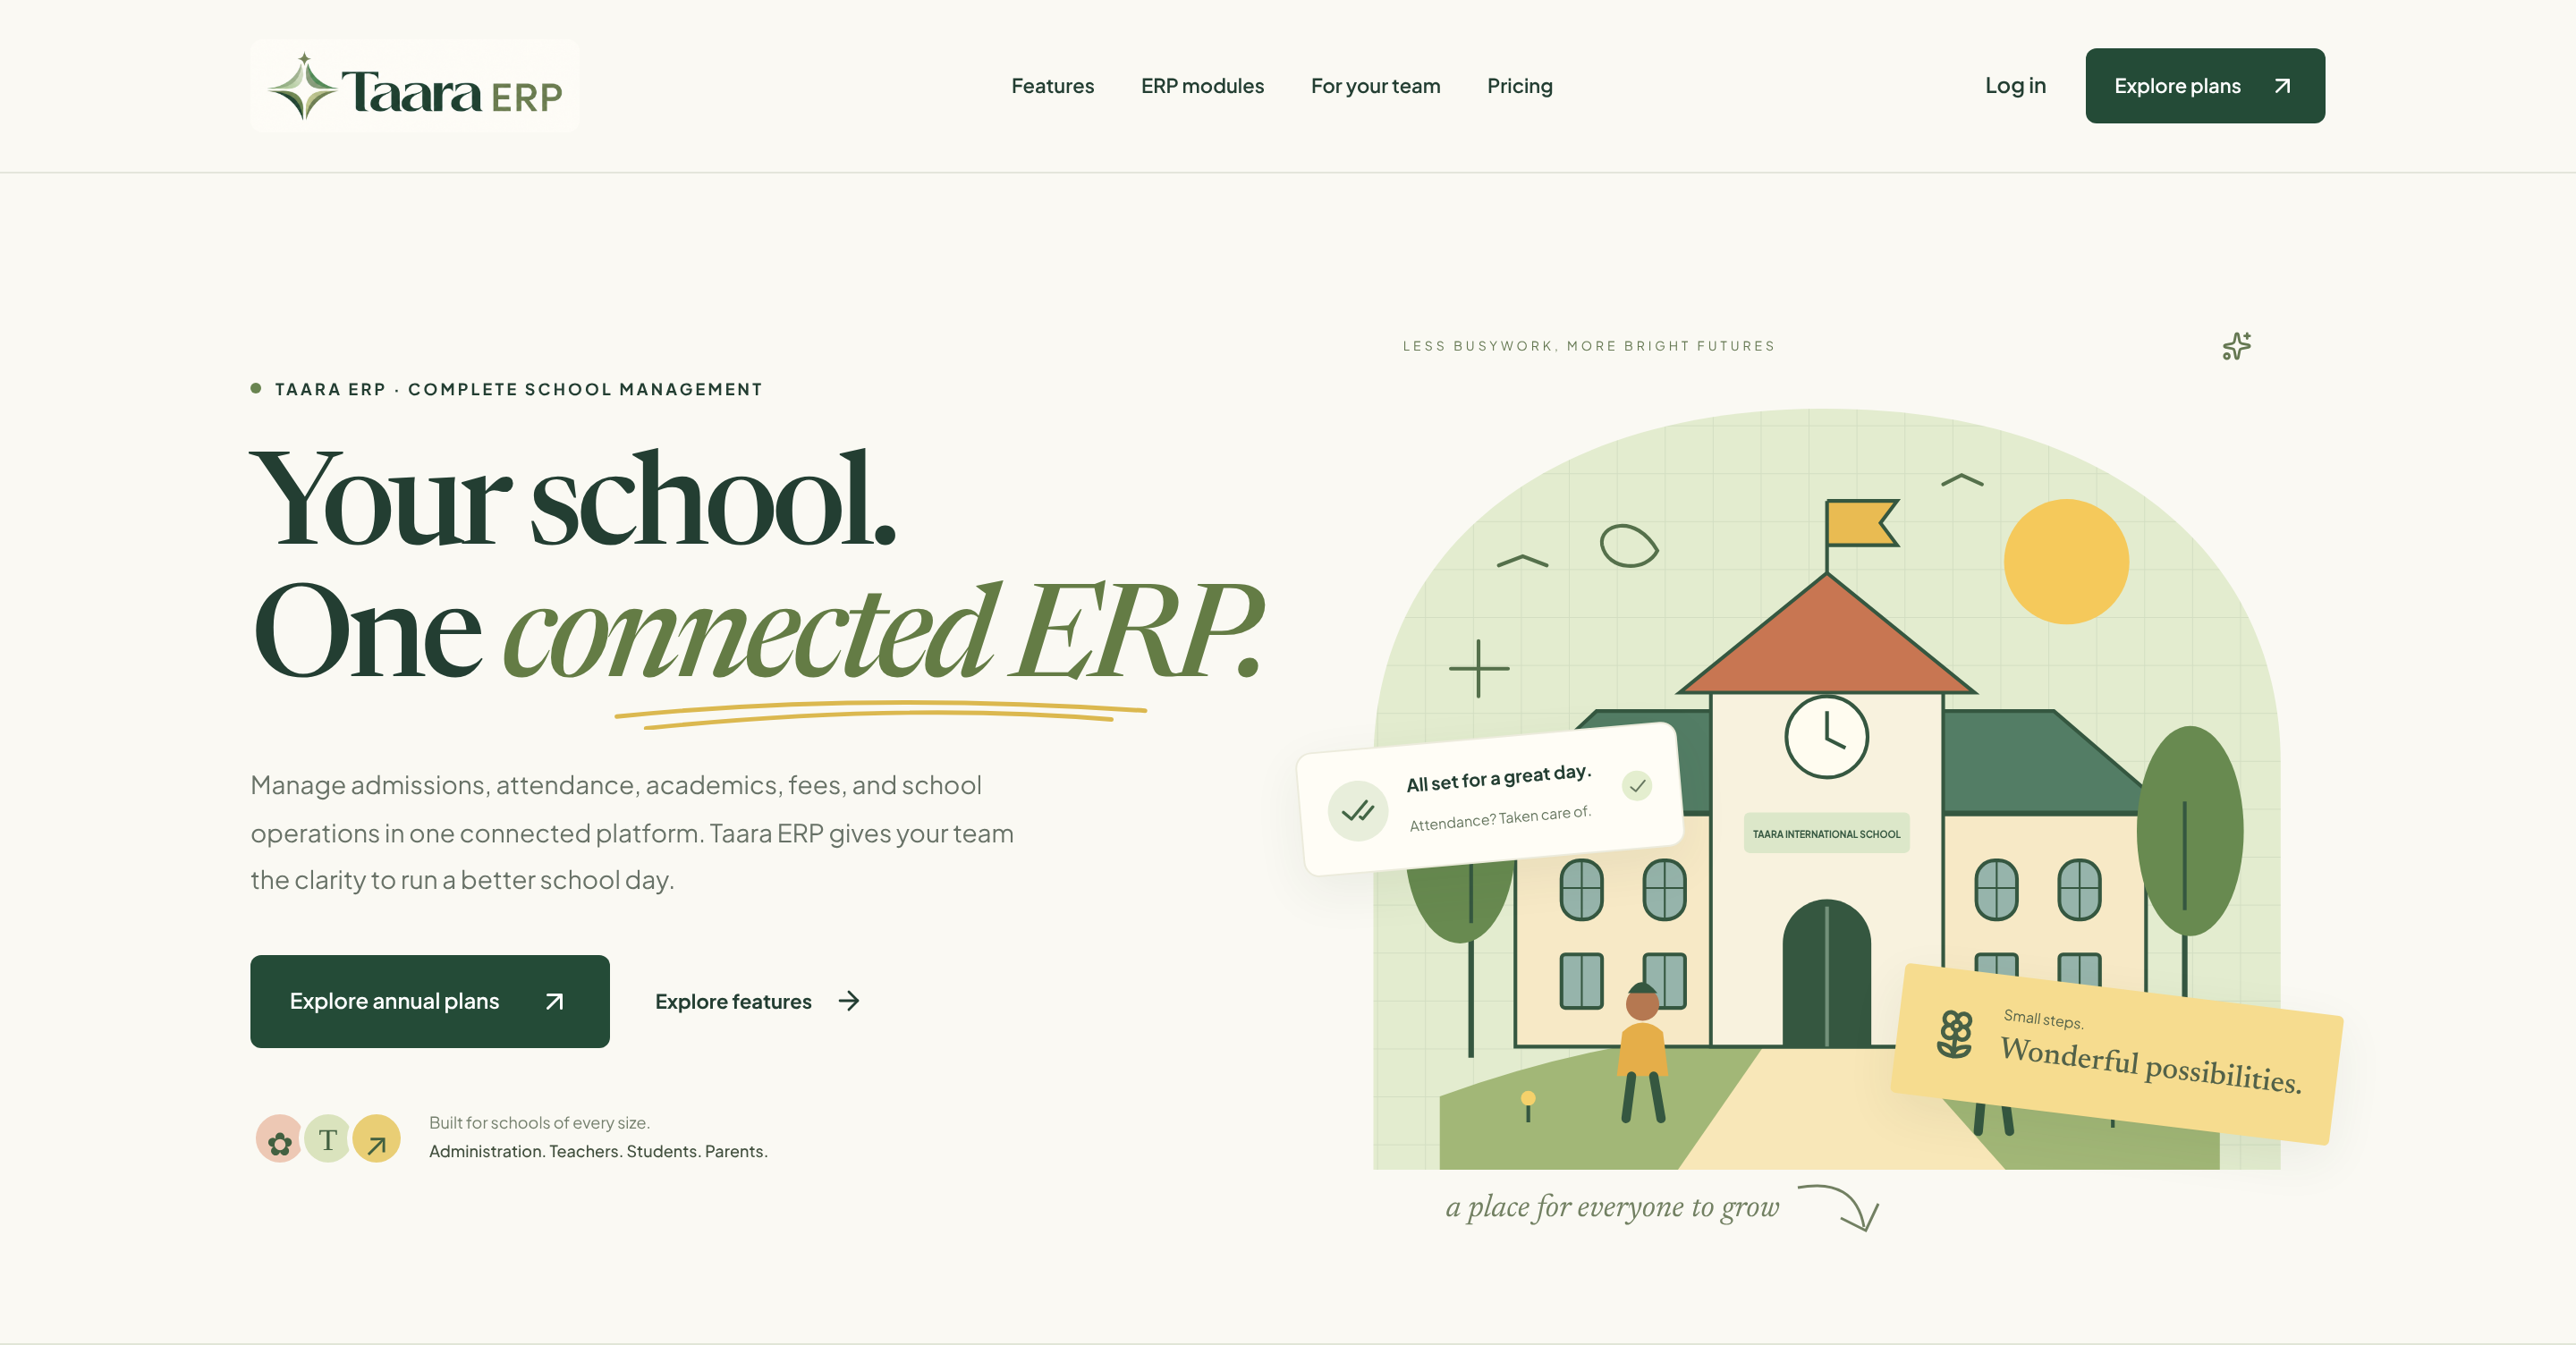 Taara ERP
Features
ERP modules
For your team
Pricing
Log in
Explore plans
LESS BUSYWORK, MORE BRIGHT FUTURES
TAARA ERP · COMPLETE SCHOOL MANAGEMENT
Your school.
One connected ERP.
Manage admissions, attendance, academics, fees, and school
operations in one connected platform. Taara ERP gives your team
the clarity to run a better school day.
Explore annual plans
Explore features
T
Built for schools of every size.
Administration. Teachers. Students. Parents.
All set for a great day.
Attendance? Taken care of.
TAARA INTERNATIONAL SCHOOL
Small steps.
Wonderful possibilities.
a place for everyone to grow